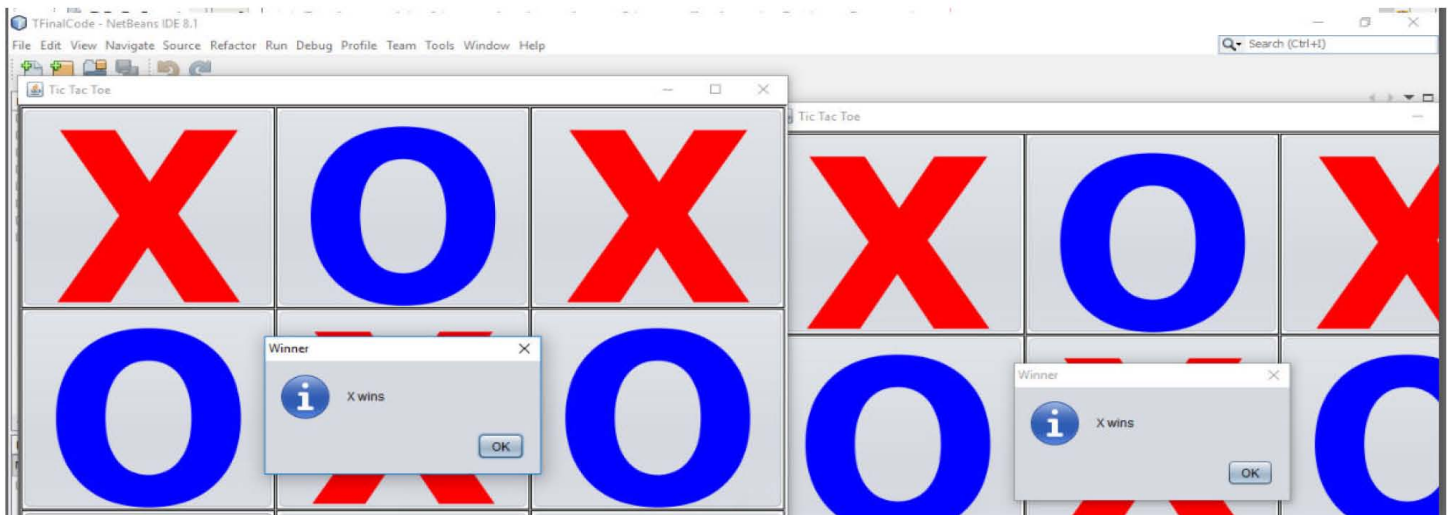 TFinalCode - NetBeans IDE 8.1
File Edit View Navigate Source Refactor Run Debug Profile Team Tools Window Help
Search (Ctrl+I)
Tic Tac Toe
X O X
O X O
Winner
X wins
OK
Tic Tac Toe
X O X
O X O
Winner
X wins
OK